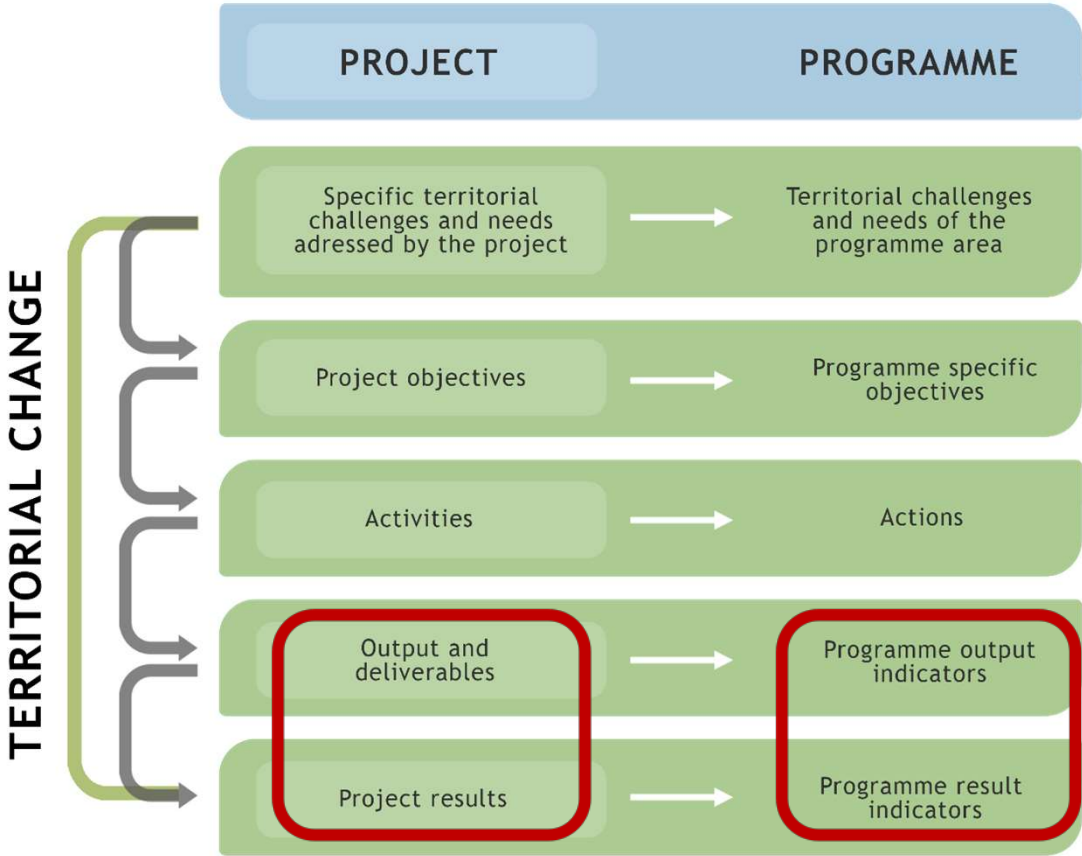 PROJECT
PROGRAMME
TERRITORIAL CHANGE
Specific territorial
challenges and needs
adressed by the project
Territorial challenges
and needs of the
programme area
Project objectives
Programme specific
objectives
Activities
Actions
Output and
deliverables
Programme output
indicators
Project results
Programme result
indicators